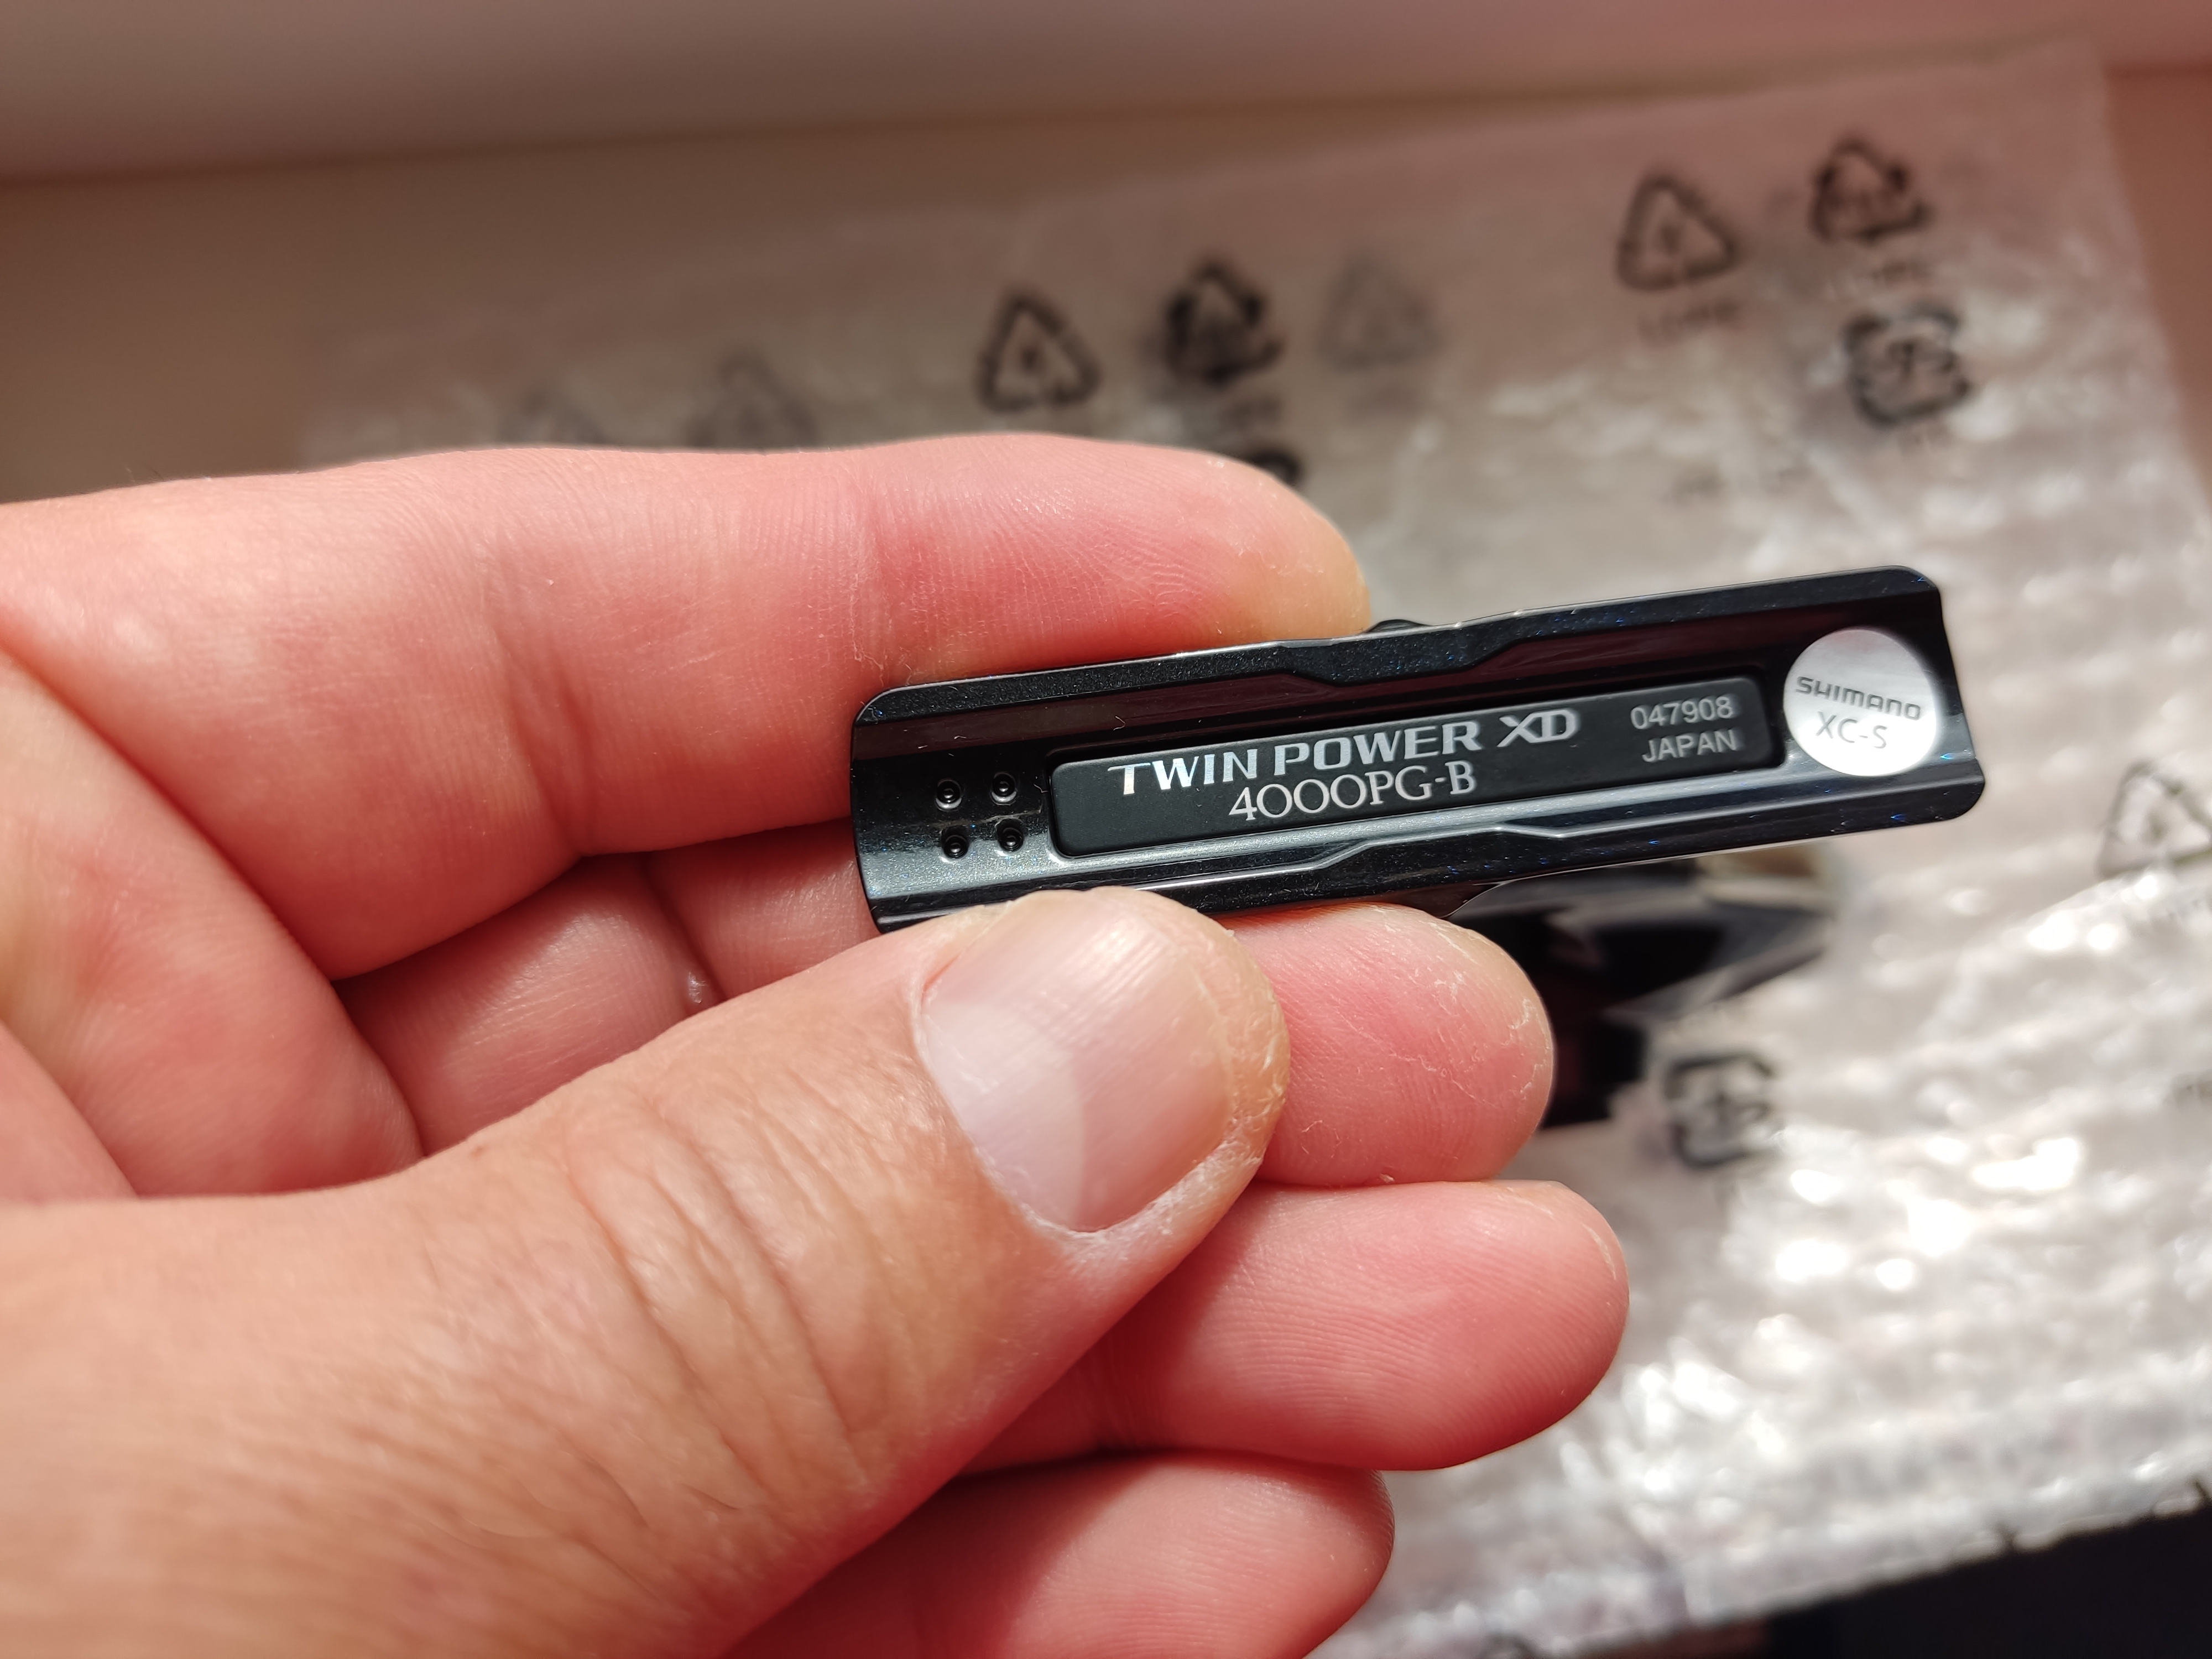 TWIN POWER XD
4000PG-B
047908
JAPAN
SHIMANO
XC-S